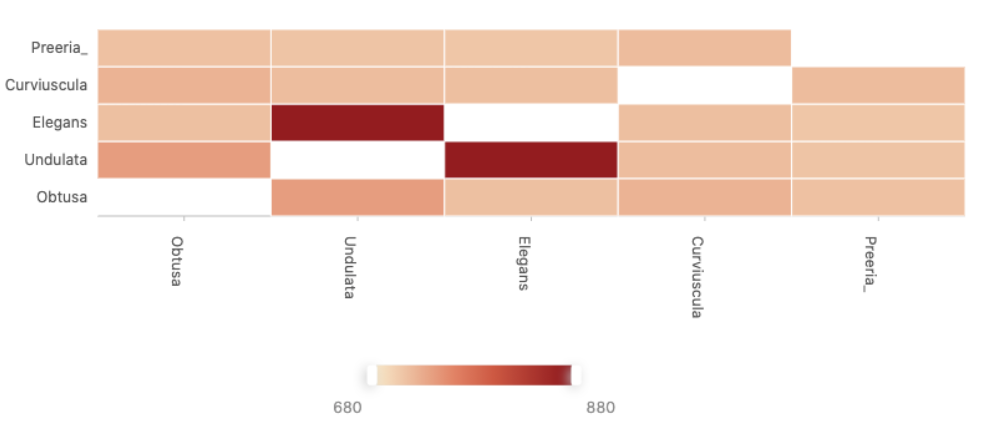 Preeria_
Curviuscula
Elegans
Undulata
Obtusa
Obtusa
Undulata
Elegans
Curviuscula
Preeria_
680
880